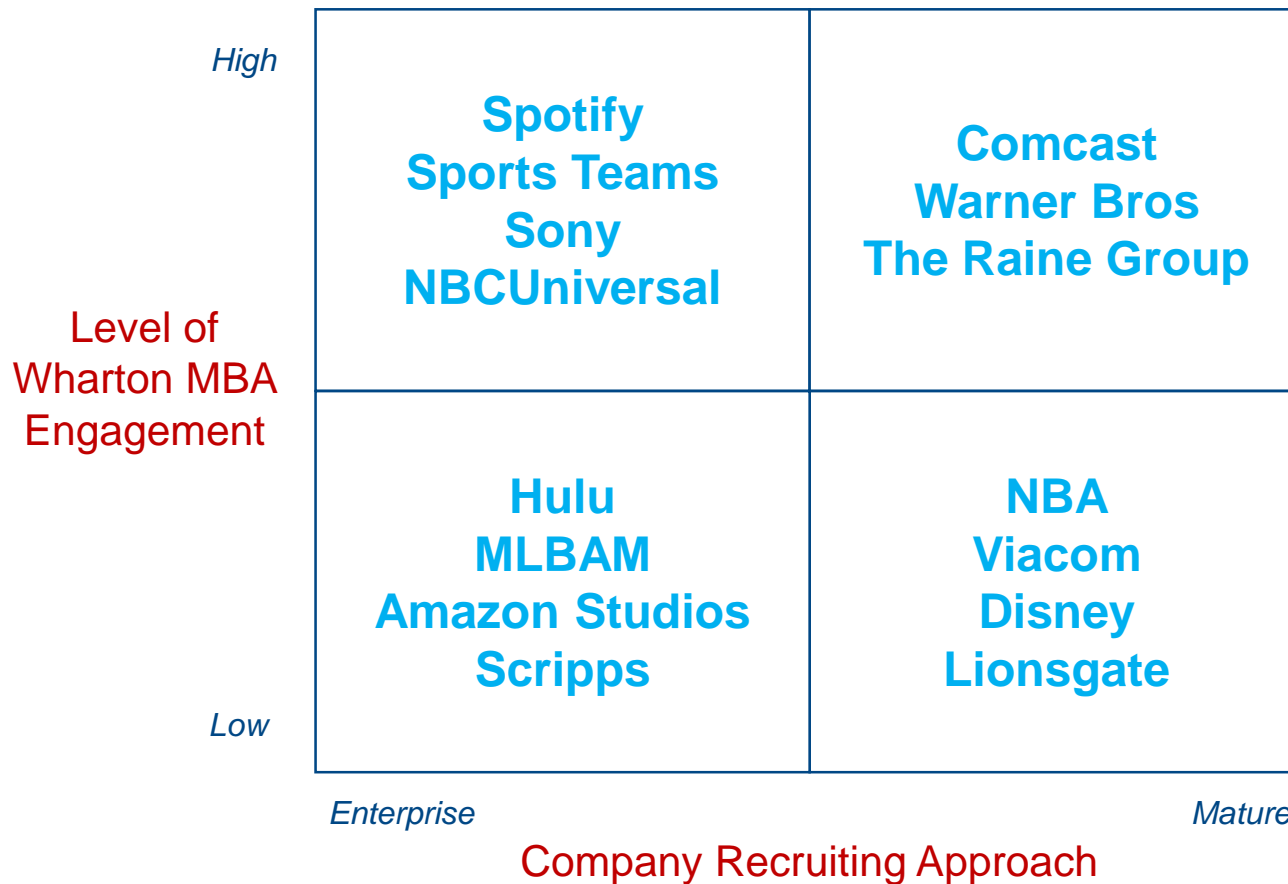 High
Spotify
Sports Teams
Sony
NBCUniversal
Comcast
Warner Bros
The Raine Group
Level of
Wharton MBA
Engagement
Hulu
MLBAM
Amazon Studios
Scripps
NBA
Viacom
Disney
Lionsgate
Low
Enterprise
Mature
Company Recruiting Approach